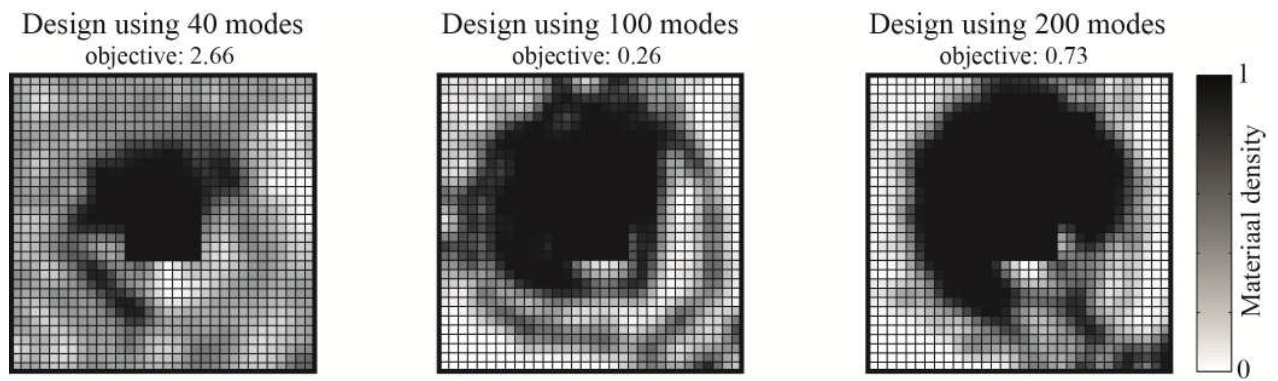 Design using 40 modes
objective: 2.66
Design using 100 modes
objective: 0.26
Design using 200 modes
objective: 0.73
1
Materiaal density
0